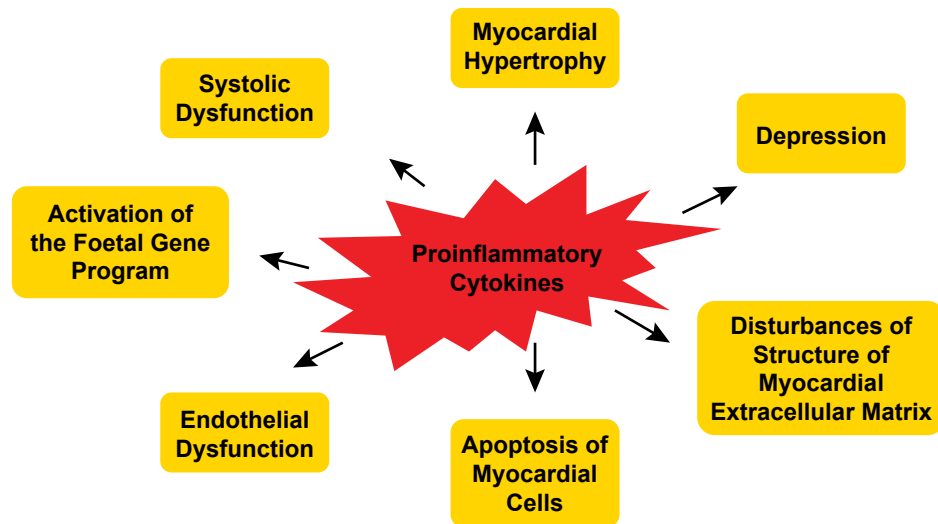 Myocardial
Hypertrophy
Systolic
Dysfunction
Depression
Activation of
the Foetal Gene
Program
Proinflammatory
Cytokines
Disturbances of
Structure of
Myocardial
Extracellular Matrix
Endothelial
Dysfunction
Apoptosis of
Myocardial
Cells